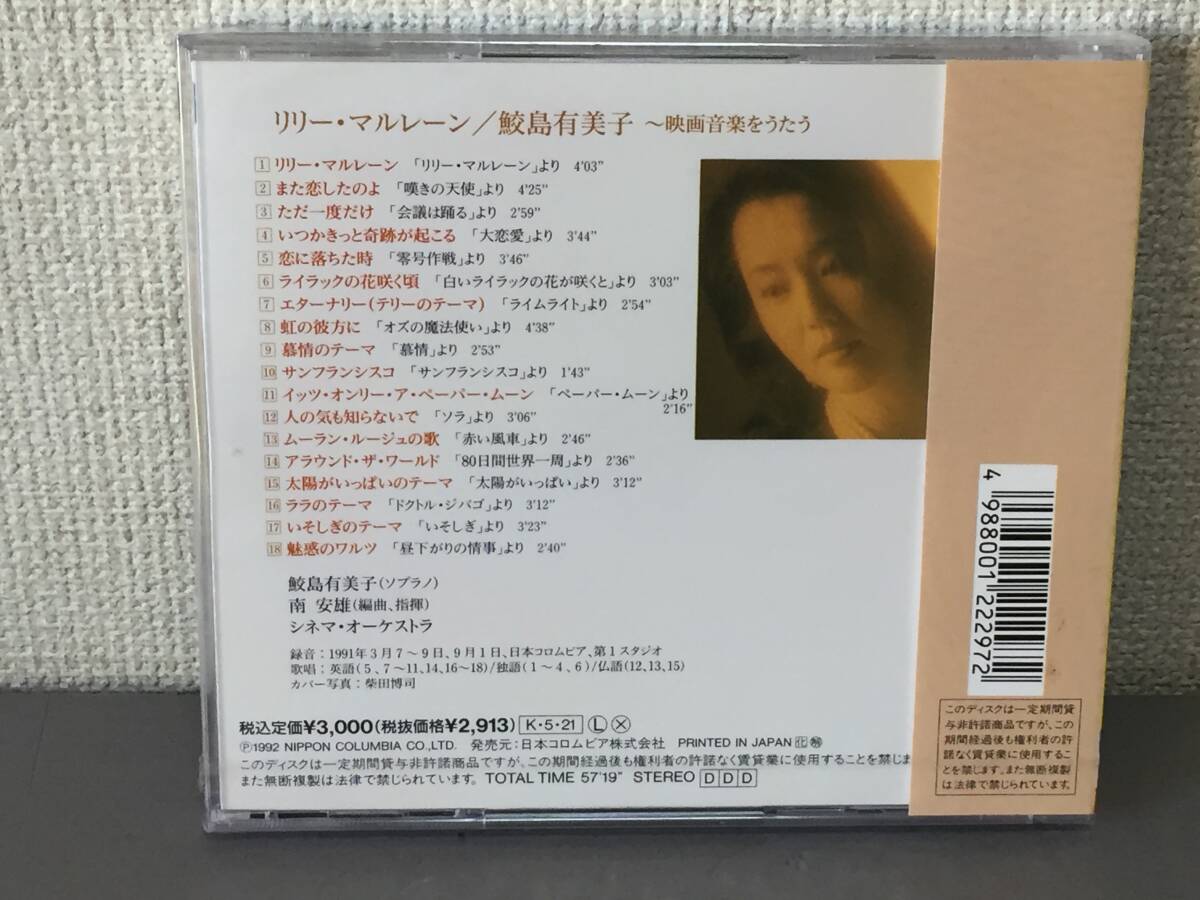 リリー・マルレーン／鮫島有美子 〜映画音楽をうたう
1 リリー・マルレーン 「リリー・マルレーン」より 4'03"
2 また恋したのよ 「嘆きの天使」より 4'25"
3 ただ一度だけ 「会議は踊る」より 2'59"
4 いつかきっと奇跡が起こる 「大恋愛」より 3'44"
5 恋に落ちた時 「零号作戦」より 3'46"
6 ライラックの花咲く頃 「白いライラックの花が咲くと」より 3'03"
7 エターナリー(テリーのテーマ) 「ライムライト」より 2'54"
8 虹の彼方に 「オズの魔法使い」より 4'38"
9 慕情のテーマ 「慕情」より 2'53"
10 サンフランシスコ 「サンフランシスコ」より 1'43"
11 イッツ・オンリー・ア・ペーパー・ムーン 「ペーパー・ムーン」より
2'16"
12 人の気も知らないで 「ソラ」より 3'06"
13 ムーラン・ルージュの歌 「赤い風車」より 2'46"
14 アラウンド・ザ・ワールド 「80日間世界一周」より 2'36"
15 太陽がいっぱいのテーマ 「太陽がいっぱい」より 3'12"
16 ララのテーマ 「ドクトル・ジバゴ」より 3'12"
17 いそしぎのテーマ 「いそしぎ」より 3'23"
18 魅惑のワルツ 「昼下がりの情事」より 2'40"
鮫島有美子(ソプラノ)
南 安雄(編曲、指揮)
シネマ・オーケストラ
録音：1991年3月7〜9日、9月1日、日本コロムビア、第1スタジオ
歌唱：英語(5、7〜11、14、16〜18)/独語(1〜4、6)/仏語(12、13、15)
カバー写真：柴田博司
税込定価¥3,000(税抜価格¥2,913) K・5・21 L X
Ⓟ1992 NIPPON COLUMBIA CO.,LTD. 発売元：日本コロムビア株式会社 PRINTED IN JAPAN
このディスクは一定期間貸与非許諾商品ですが、この期間経過後も権利者の許諾なく賃貸業に使用することを禁じま
また無断複製は法律で禁じられています。 TOTAL TIME 57'19" STEREO D D D
4 988001 222972
このディスクは一定期間貸
与非許諾商品ですが、この
期間経過後も権利者の許
諾なく賃貸業に使用するこ
とを禁じます。また無断複製
は法律で禁じられています。